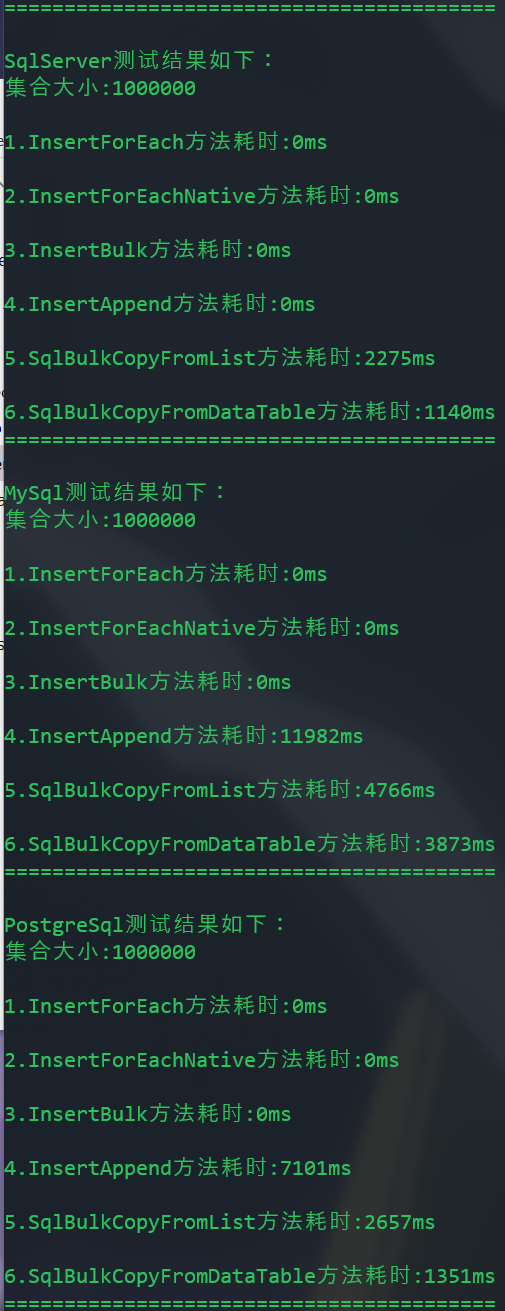 =========================================
SqlServer测试结果如下：
集合大小:1000000
1.InsertForEach方法耗时:0ms
2.InsertForEachNative方法耗时:0ms
3.InsertBulk方法耗时:0ms
4.InsertAppend方法耗时:0ms
5.SqlBulkCopyFromList方法耗时:2275ms
6.SqlBulkCopyFromDataTable方法耗时:1140ms
=========================================
MySql测试结果如下：
集合大小:1000000
1.InsertForEach方法耗时:0ms
2.InsertForEachNative方法耗时:0ms
3.InsertBulk方法耗时:0ms
4.InsertAppend方法耗时:11982ms
5.SqlBulkCopyFromList方法耗时:4766ms
6.SqlBulkCopyFromDataTable方法耗时:3873ms
=========================================
PostgreSql测试结果如下：
集合大小:1000000
1.InsertForEach方法耗时:0ms
2.InsertForEachNative方法耗时:0ms
3.InsertBulk方法耗时:0ms
4.InsertAppend方法耗时:7101ms
5.SqlBulkCopyFromList方法耗时:2657ms
6.SqlBulkCopyFromDataTable方法耗时:1351ms
=========================================